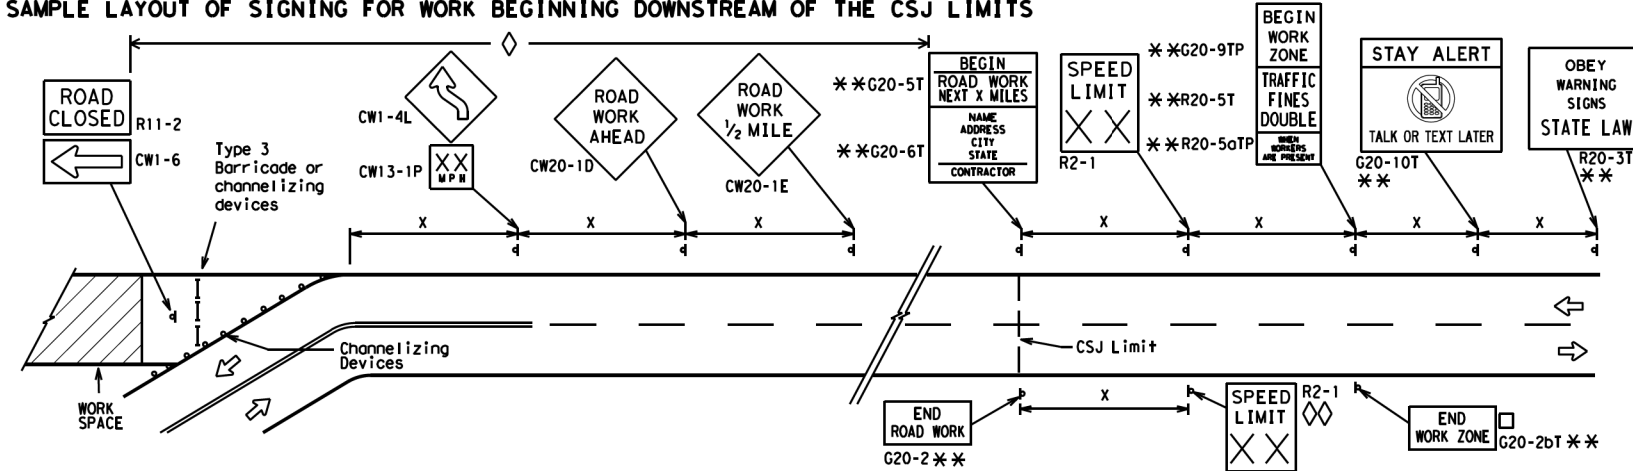 SAMPLE LAYOUT OF SIGNING FOR WORK BEGINNING DOWNSTREAM OF THE CSJ LIMITS
ROAD
CLOSED
R11-2
CW1-6
Type 3
Barricade or
channelizing
devices
CW1-4L
CW13-1P
XX
MPH
ROAD
WORK
AHEAD
CW20-1D
ROAD
WORK
1/2 MILE
CW20-1E
**G20-5T
**G20-6T
BEGIN
ROAD WORK
NEXT X MILES
NAME
ADDRESS
CITY
STATE
CONTRACTOR
SPEED
LIMIT
XX
R2-1
**G20-9TP
**R20-5T
**R20-5aTP
BEGIN
WORK
ZONE
TRAFFIC
FINES
DOUBLE
WHEN
WORKERS
ARE PRESENT
STAY ALERT
TALK OR TEXT LATER
G20-10T
**
OBEY
WARNING
SIGNS
STATE LAW
R20-3T
**
X
X
X
X
X
X
X
Channelizing
Devices
CSJ Limit
WORK
SPACE
END
ROAD WORK
G20-2 **
X
SPEED
LIMIT
XX
R2-1
END
WORK ZONE
G20-2bT **